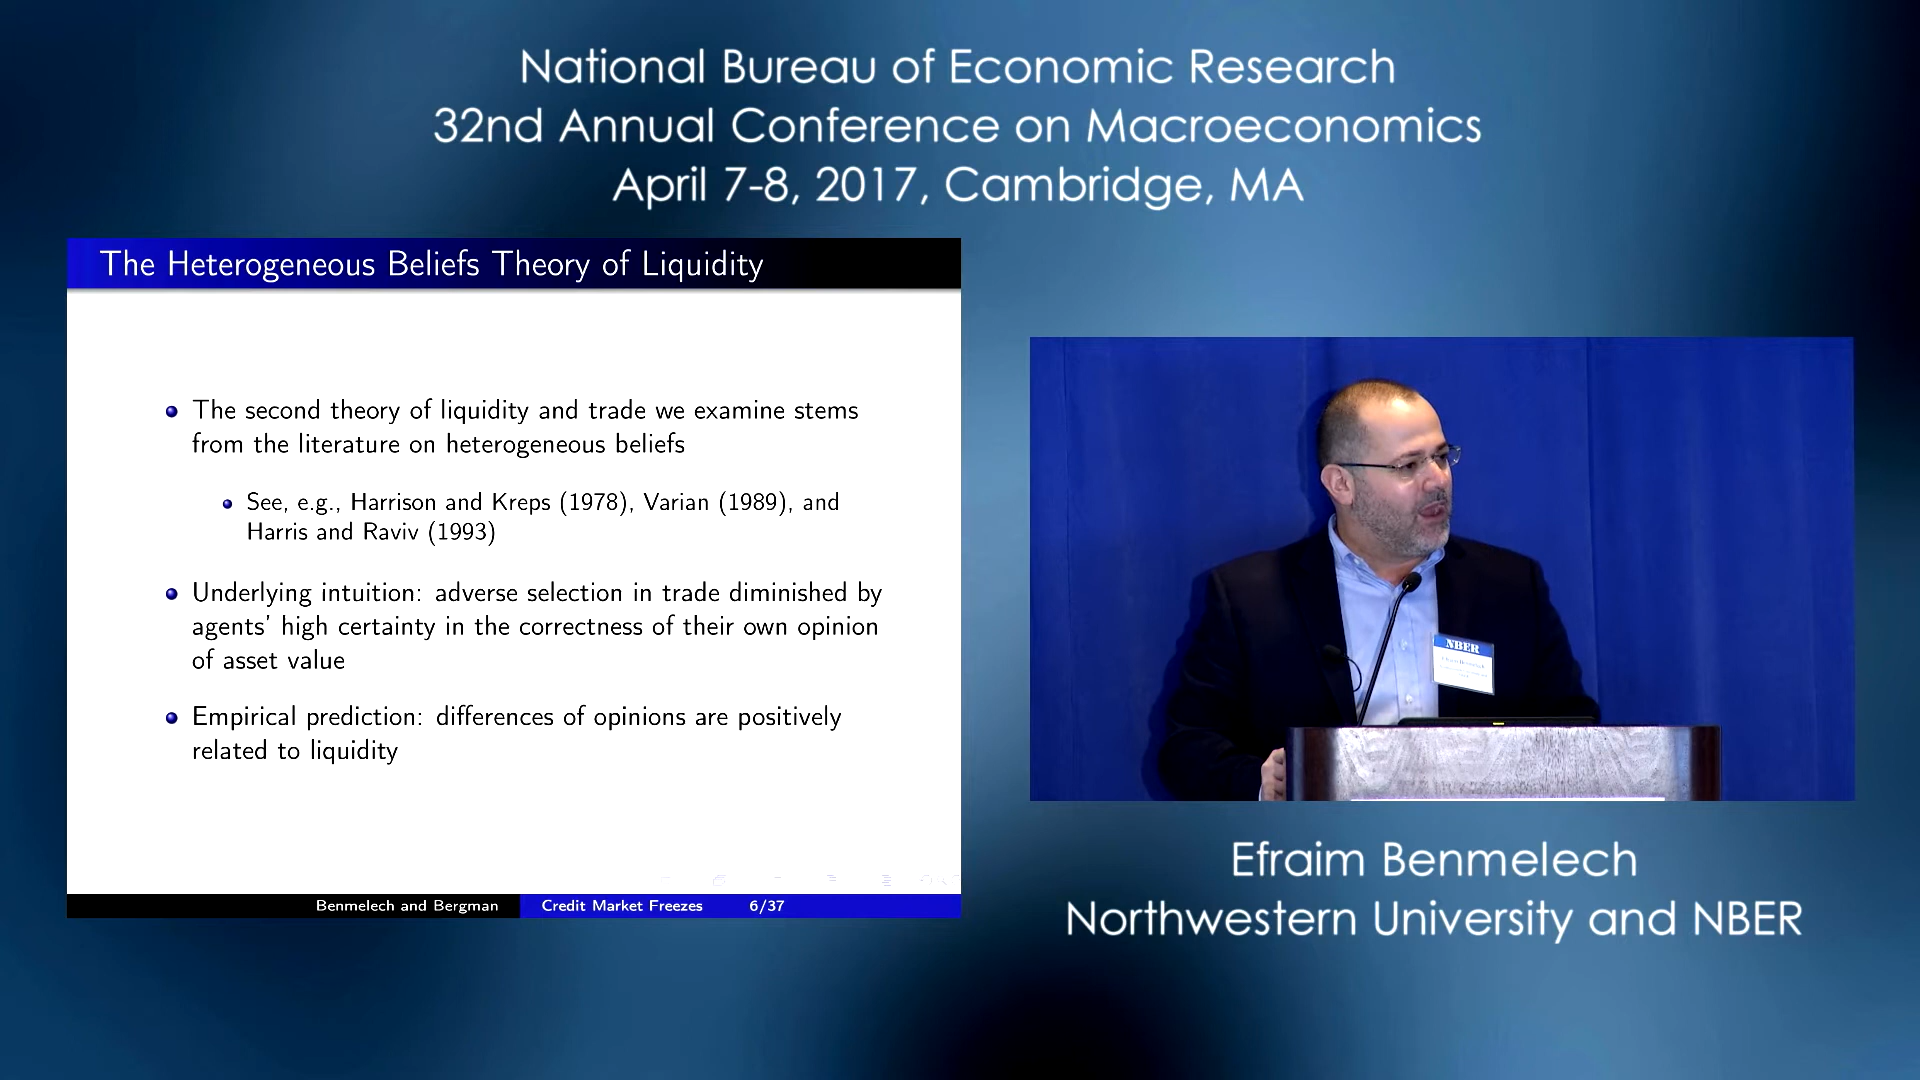 National Bureau of Economic Research
32nd Annual Conference on Macroeconomics
April 7-8, 2017, Cambridge, MA
The Heterogeneous Beliefs Theory of Liquidity
The second theory of liquidity and trade we examine stems
from the literature on heterogeneous beliefs
See, e.g., Harrison and Kreps (1978), Varian (1989), and
Harris and Raviv (1993)
Underlying intuition: adverse selection in trade diminished by
agents' high certainty in the correctness of their own opinion
of asset value
Empirical prediction: differences of opinions are positively
related to liquidity
Benmelech and Bergman
Credit Market Freezes
6/37
NBER
Efraim Benmelech
Northwestern University and NBER